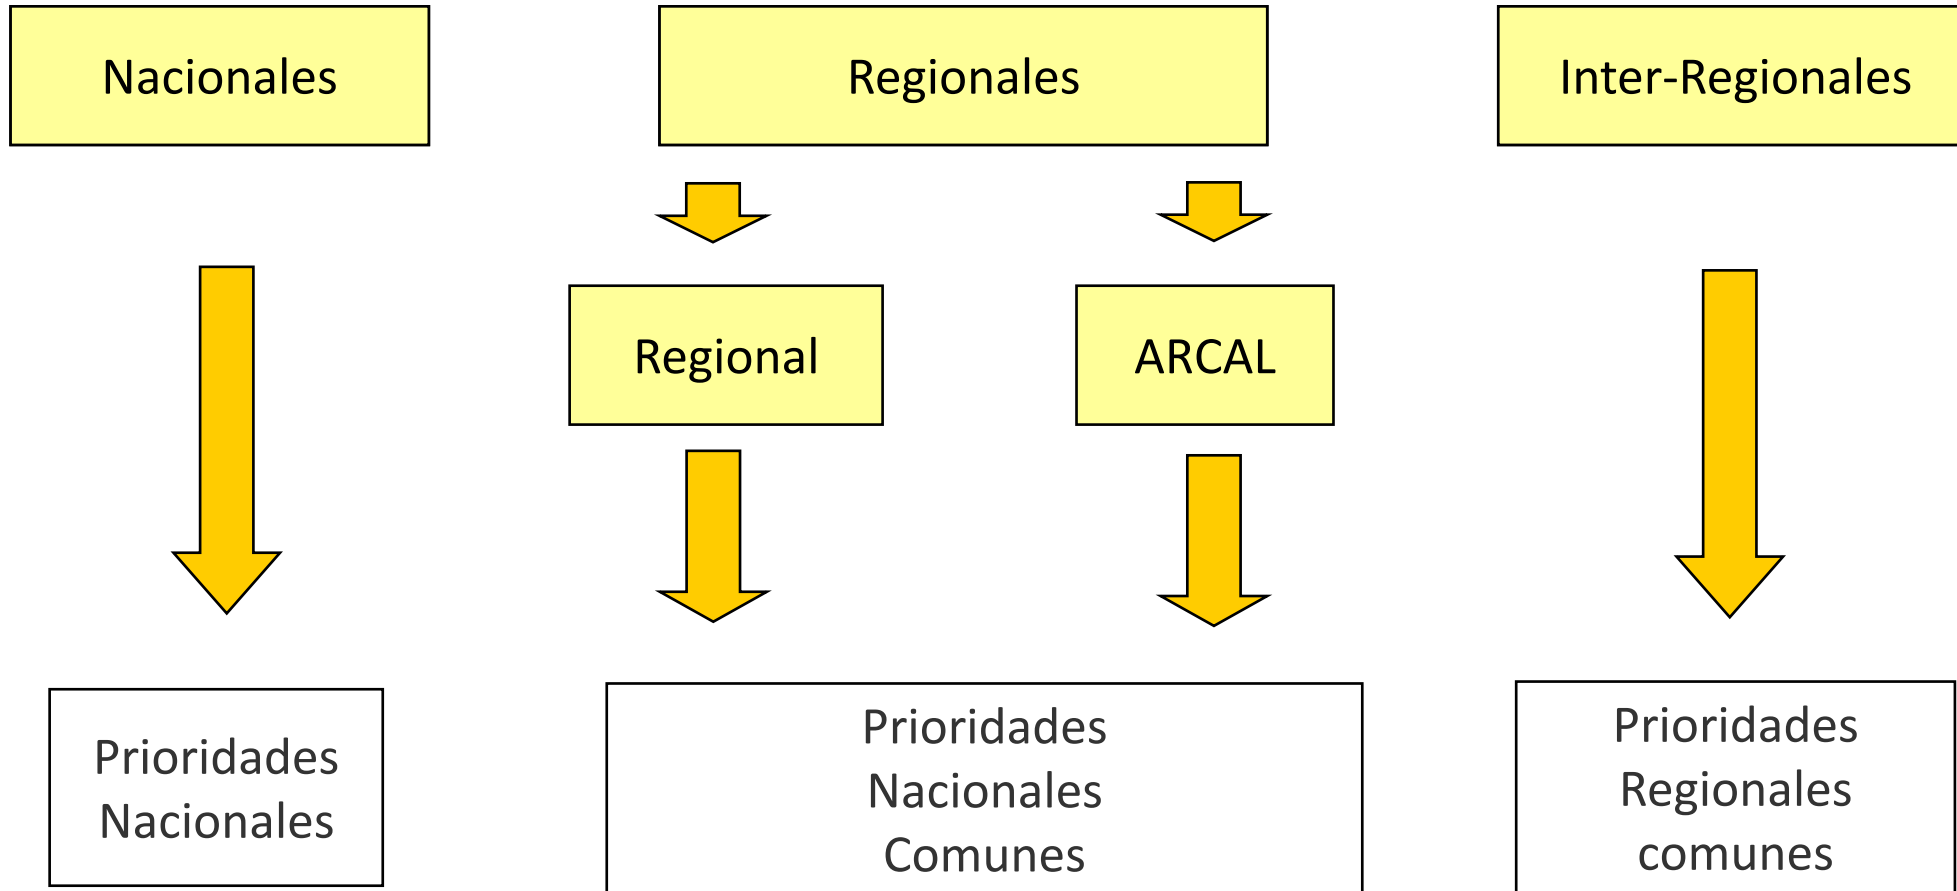 Nacionales
Regionales
Inter-Regionales
Regional
ARCAL
Prioridades
Nacionales
Prioridades
Nacionales
Comunes
Prioridades
Regionales
comunes